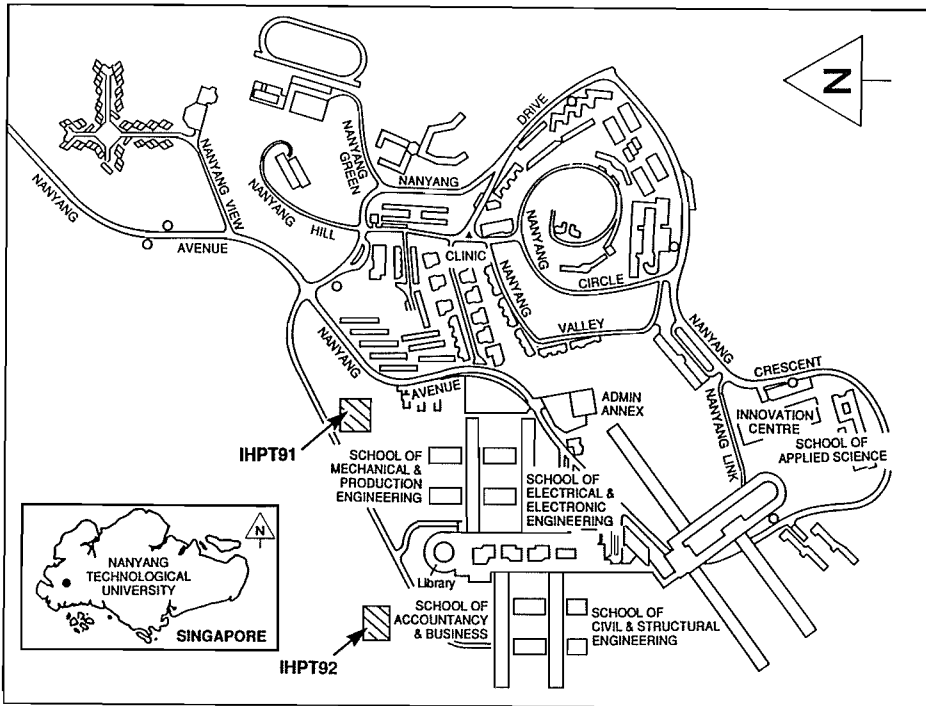 N
DRIVE
NANYANG
GREEN
NANYANG
NANYANG
NANYANG VIEW
NANYANG
HILL
AVENUE
CLINIC
NANYANG
CIRCLE
NANYANG
VALLEY
NANYANG
NANYANG
CRESCENT
AVENUE
ADMIN
ANNEX
NANYANG LINK
INNOVATION
CENTRE
SCHOOL OF
APPLIED SCIENCE
IHPT91
SCHOOL OF
MECHANICAL &
PRODUCTION
ENGINEERING
SCHOOL OF
ELECTRICAL &
ELECTRONIC
ENGINEERING
Library
SCHOOL OF
ACCOUNTANCY
& BUSINESS
SCHOOL OF
CIVIL & STRUCTURAL
ENGINEERING
IHPT92
N
NANYANG
TECHNOLOGICAL
UNIVERSITY
SINGAPORE